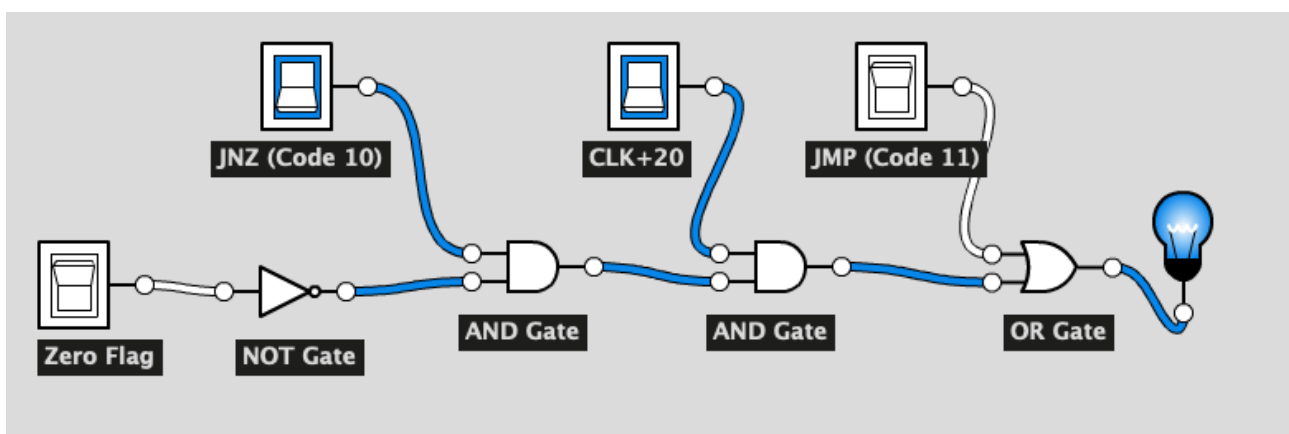 JNZ (Code 10)
CLK+20
JMP (Code 11)
Zero Flag
NOT Gate
AND Gate
AND Gate
OR Gate